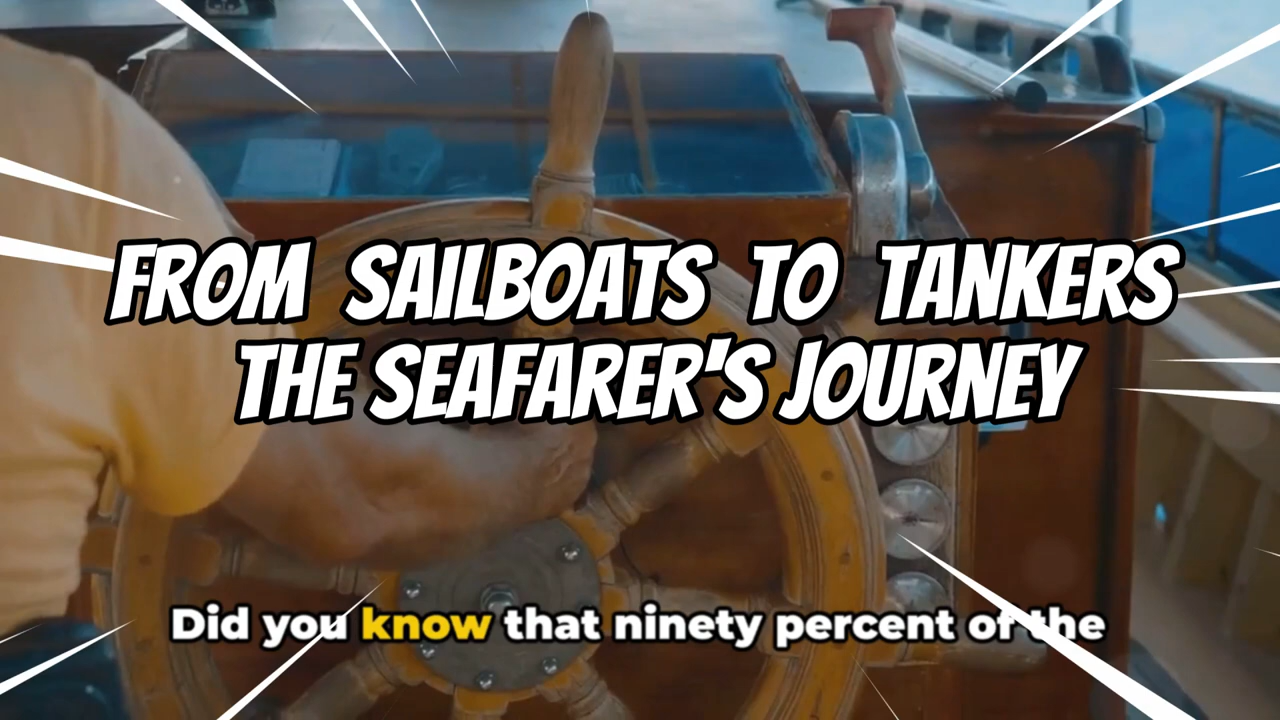 FROM SAILBOATS TO TANKERS
THE SEAFARER'S JOURNEY
Did you know that ninety percent of the